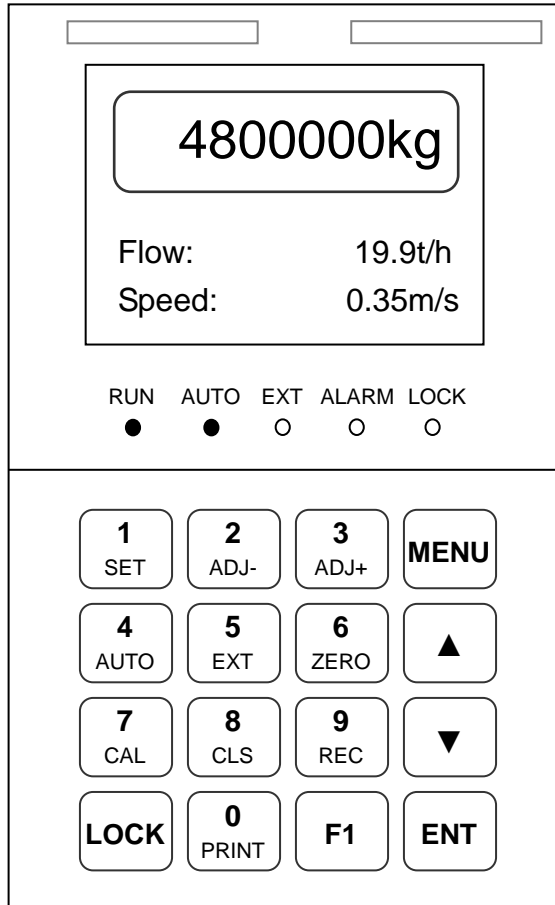 4800000kg
Flow: 19.9t/h
Speed: 0.35m/s
RUN AUTO EXT ALARM LOCK
1 2 3 MENU
SET ADJ- ADJ+
4 5 6 ▲
AUTO EXT ZERO
7 8 9 ▼
CAL CLS REC
LOCK 0 F1 ENT
PRINT